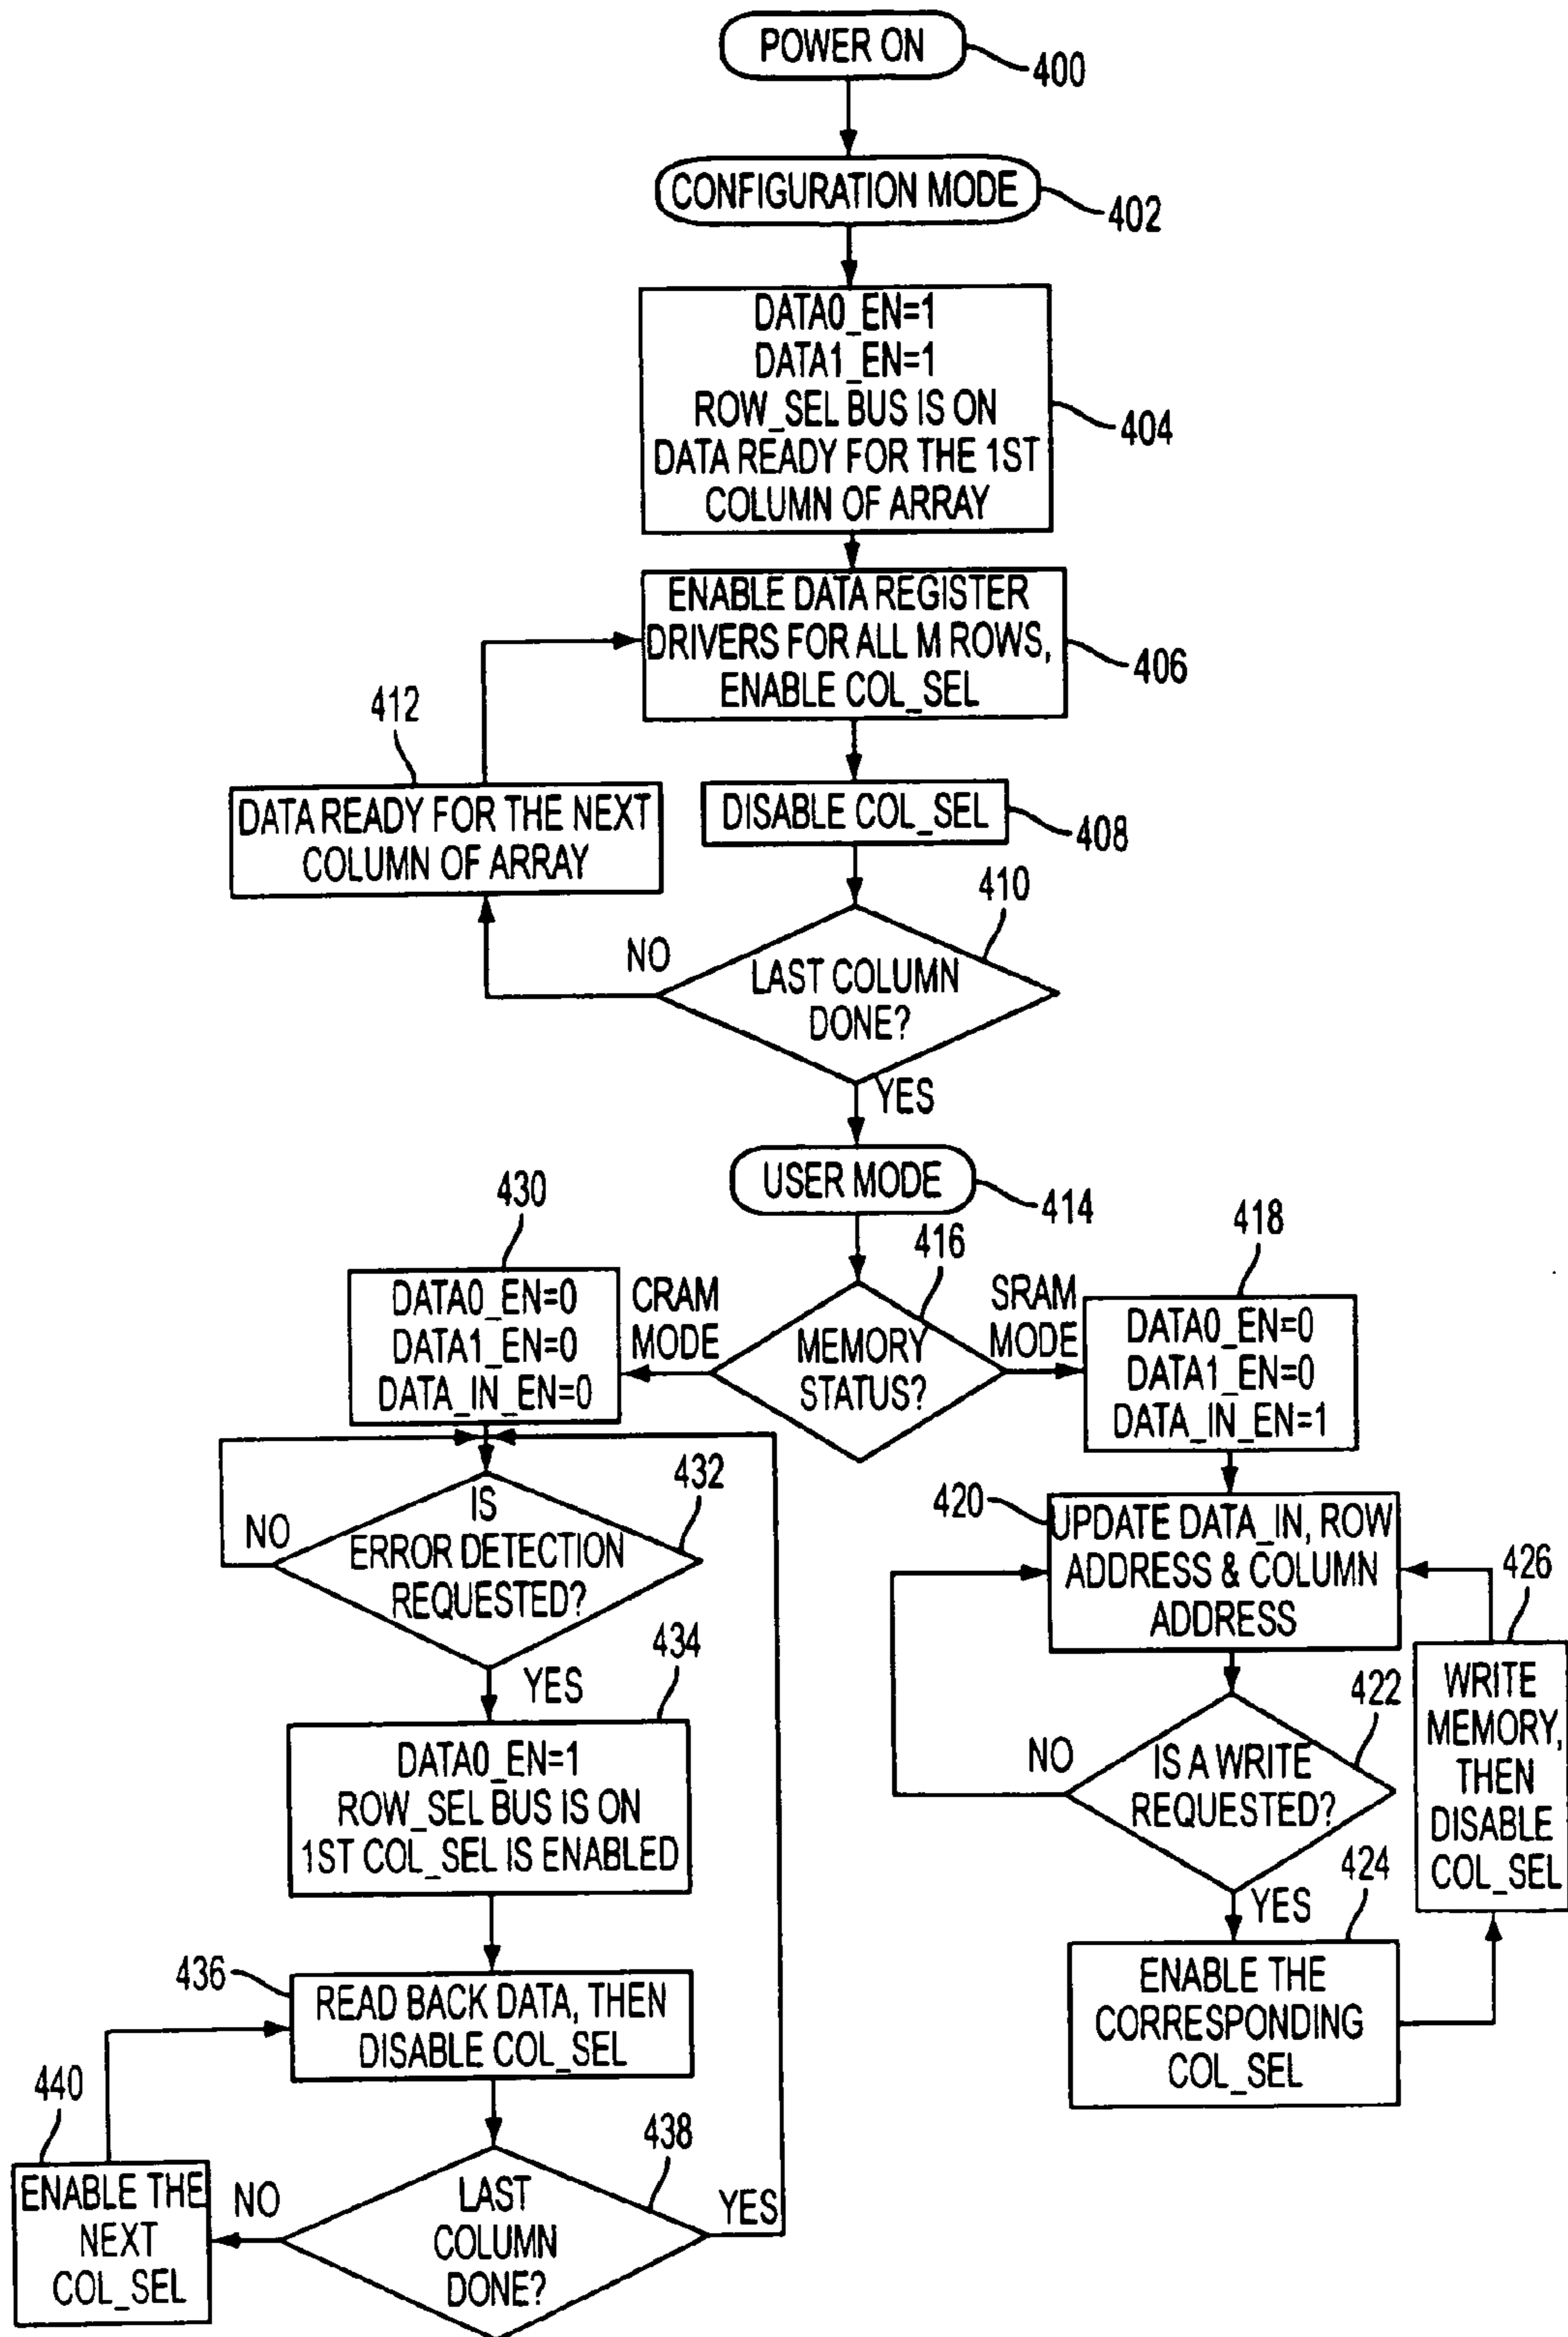 POWER ON
400
CONFIGURATION MODE
402
DATA0_EN=1
DATA1_EN=1
ROW_SEL BUS IS ON
DATA READY FOR THE 1ST
COLUMN OF ARRAY
404
ENABLE DATA REGISTER
DRIVERS FOR ALL M ROWS,
ENABLE COL_SEL
406
412
DATA READY FOR THE NEXT
COLUMN OF ARRAY
DISABLE COL_SEL
408
410
NO
LAST COLUMN
DONE?
YES
USER MODE
414
416
MEMORY
STATUS?
CRAM
MODE
SRAM
MODE
430
DATA0_EN=0
DATA1_EN=0
DATA_IN_EN=0
418
DATA0_EN=0
DATA1_EN=0
DATA_IN_EN=1
432
NO
IS
ERROR DETECTION
REQUESTED?
YES
434
DATA0_EN=1
ROW_SEL BUS IS ON
1ST COL_SEL IS ENABLED
436
READ BACK DATA, THEN
DISABLE COL_SEL
440
ENABLE THE
NEXT
COL_SEL
NO
438
LAST
COLUMN
DONE?
YES
420
UPDATE DATA_IN, ROW
ADDRESS & COLUMN
ADDRESS
426
WRITE
MEMORY,
THEN
DISABLE
COL_SEL
422
NO
IS A WRITE
REQUESTED?
YES
424
ENABLE THE
CORRESPONDING
COL_SEL